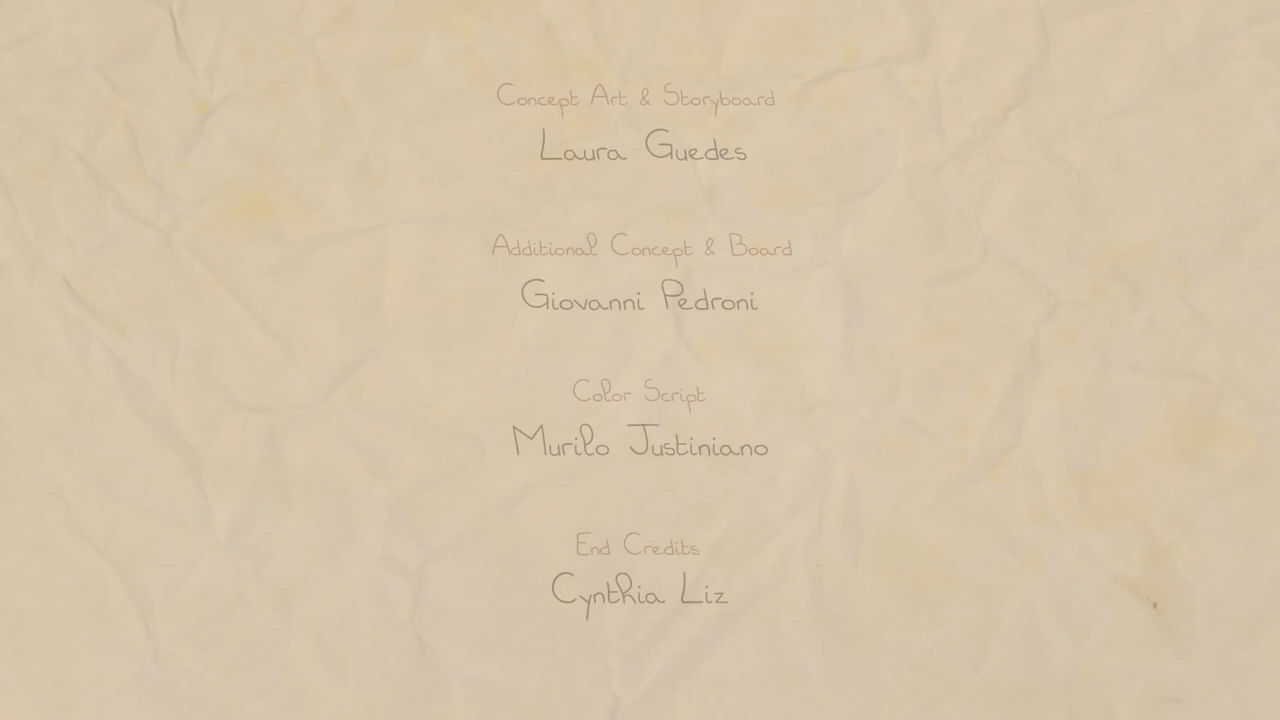 Concept Art & Storyboard
Laura Guedes
Additional Concept & Board
Giovanni Pedroni
Color Script
Murilo Justiniano
End Credits
Cynthia Liz